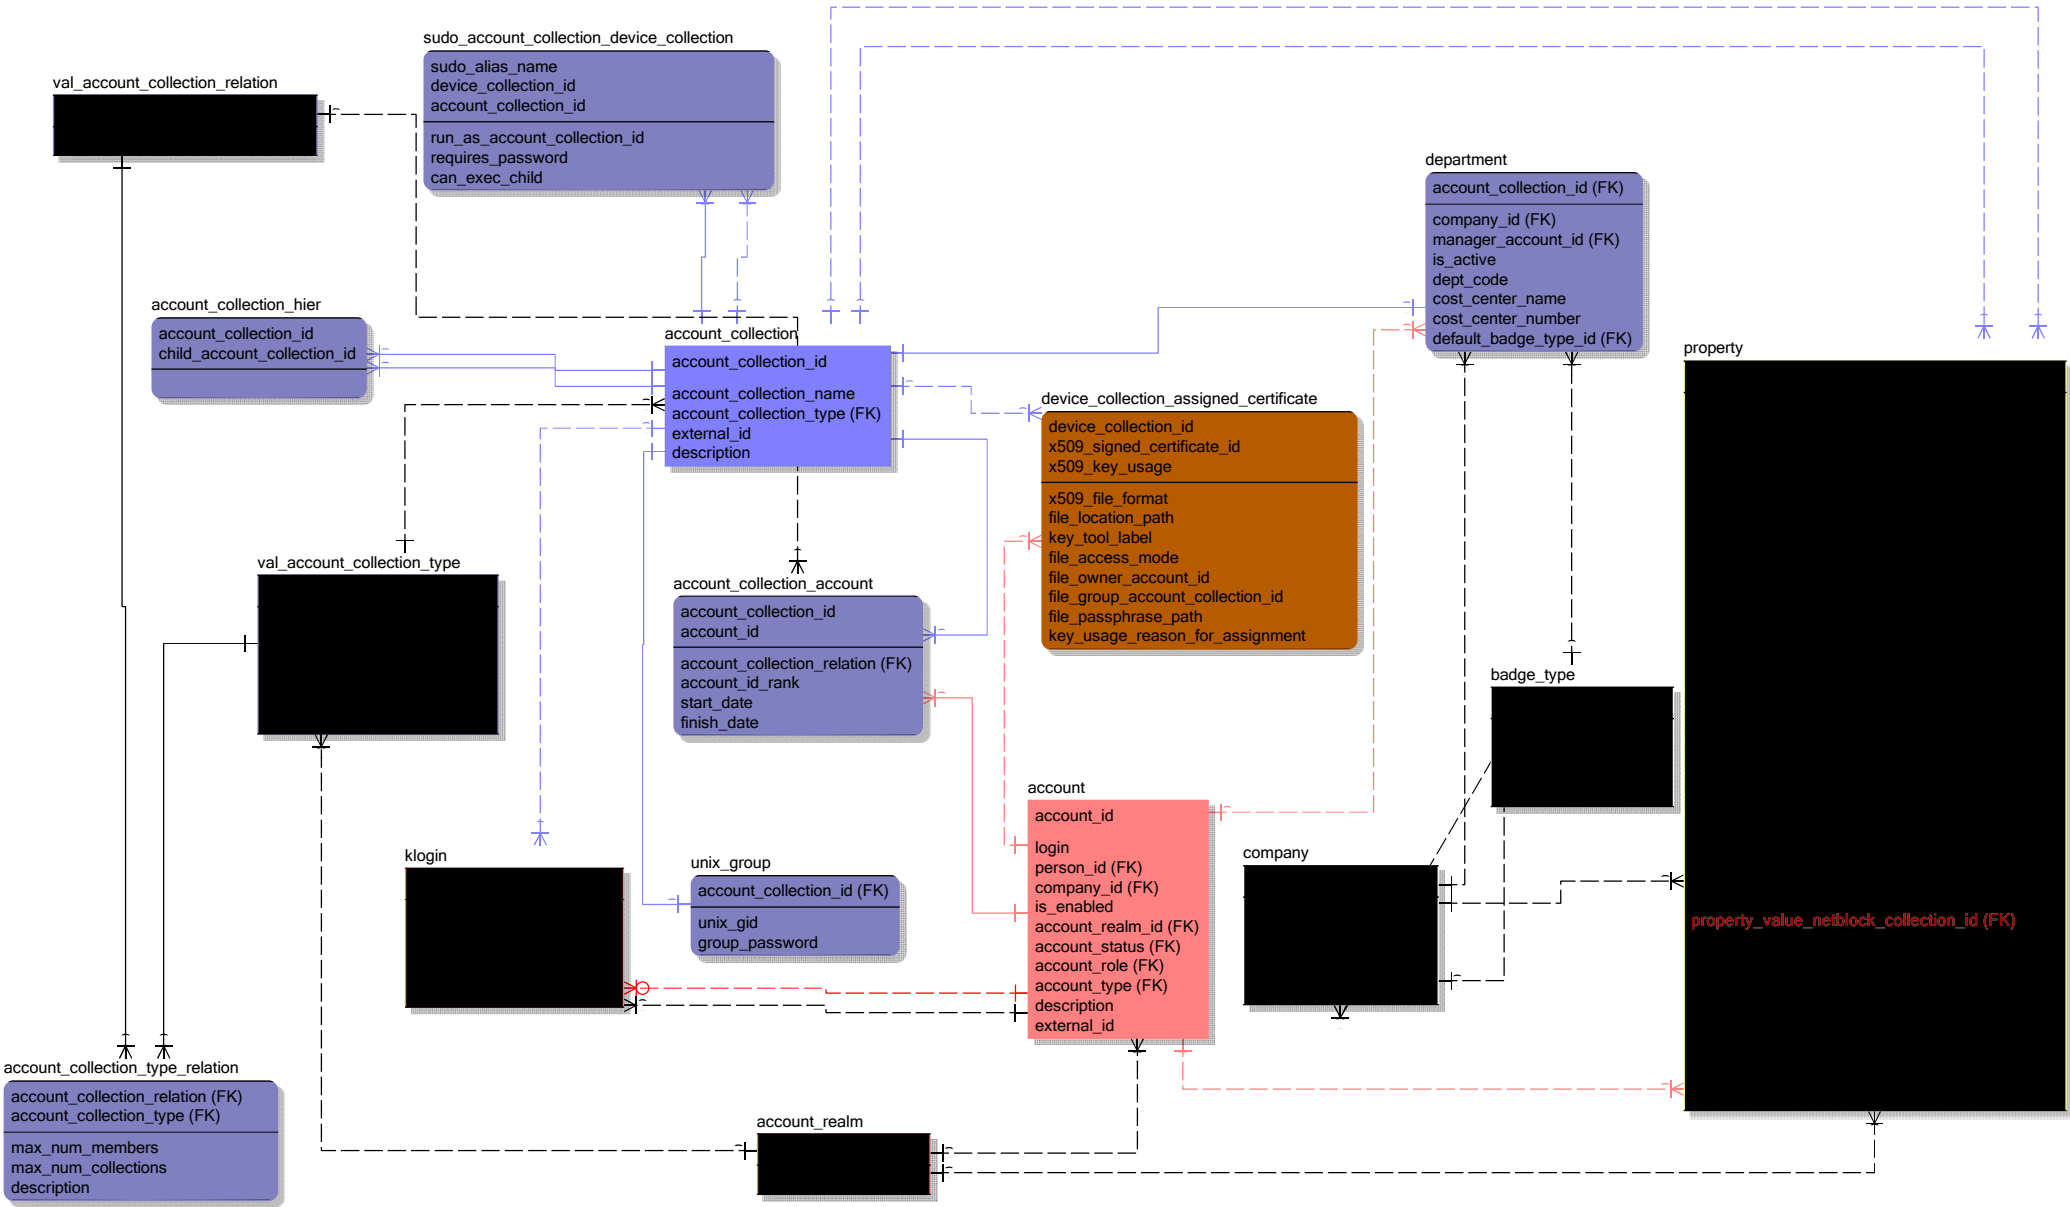 sudo_account_collection_device_collection
sudo_alias_name
device_collection_id
account_collection_id
run_as_account_collection_id
requires_password
can_exec_child
val_account_collection_relation
department
account_collection_id (FK)
company_id (FK)
manager_account_id (FK)
is_active
dept_code
cost_center_name
cost_center_number
default_badge_type_id (FK)
account_collection_hier
account_collection_id
child_account_collection_id
account_collection
account_collection_id
account_collection_name
account_collection_type (FK)
external_id
description
property
property_value_netblock_collection_id (FK)
device_collection_assigned_certificate
device_collection_id
x509_signed_certificate_id
x509_key_usage
x509_file_format
file_location_path
key_tool_label
file_access_mode
file_owner_account_id
file_group_account_collection_id
file_passphrase_path
key_usage_reason_for_assignment
val_account_collection_type
account_collection_account
account_collection_id
account_id
account_collection_relation (FK)
account_id_rank
start_date
finish_date
badge_type
account
account_id
login
person_id (FK)
company_id (FK)
is_enabled
account_realm_id (FK)
account_status (FK)
account_role (FK)
account_type (FK)
description
external_id
company
klogin
unix_group
account_collection_id (FK)
unix_gid
group_password
account_collection_type_relation
account_collection_relation (FK)
account_collection_type (FK)
max_num_members
max_num_collections
description
account_realm